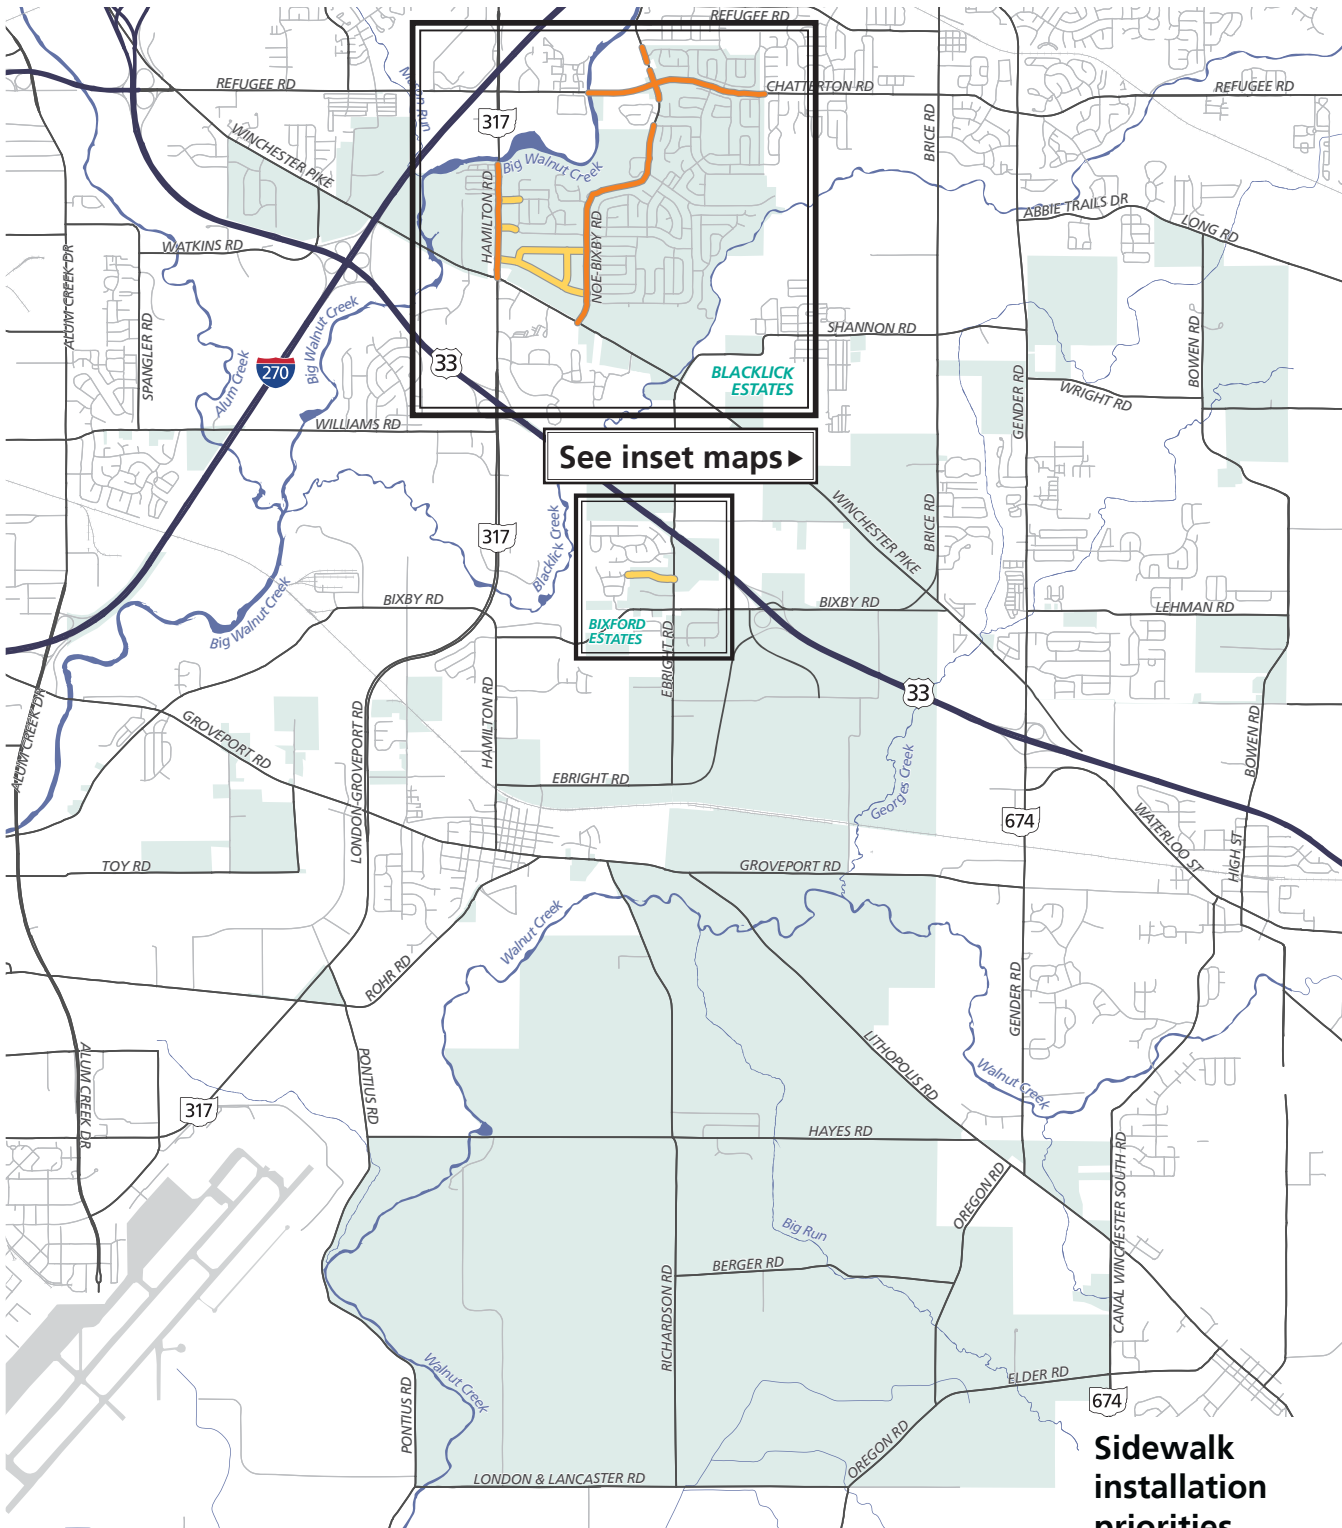 REFUGEE RD
REFUGEE RD
CHATTERTON RD
REFUGEE RD
317
WINCHESTER PIKE
BRICE RD
Big Walnut Creek
HAMILTON RD
NOE-BIXBY RD
ABBIE TRAILS DR
LONG RD
WATKINS RD
ALUM CREEK DR
SPANGLER RD
Big Walnut Creek
Alum Creek
270
33
SHANNON RD
BOWEN RD
BLACKLICK
ESTATES
GENDER RD
WRIGHT RD
WILLIAMS RD
See inset maps
WINCHESTER PIKE
BRICE RD
317
Blacklick Creek
BIXBY RD
BIXBY RD
LEHMAN RD
Big Walnut Creek
BIXFORD
ESTATES
EBRIGHT RD
33
ALUM CREEK DR
GROVEPORT RD
LONDON-GROVEPORT RD
HAMILTON RD
BOWEN RD
EBRIGHT RD
Georges Creek
674
WATERLOO ST
HIGH ST
TOY RD
GROVEPORT RD
Walnut Creek
ROHR RD
GENDER RD
ALUM CREEK DR
PONTIUS RD
LITHOPOLIS RD
Walnut Creek
317
HAYES RD
CANAL WINCHESTER SOUTH RD
OREGON RD
Big Run
BERGER RD
RICHARDSON RD
Walnut Creek
ELDER RD
674
PONTIUS RD
OREGON RD
LONDON & LANCASTER RD
Sidewalk
installation
priorities